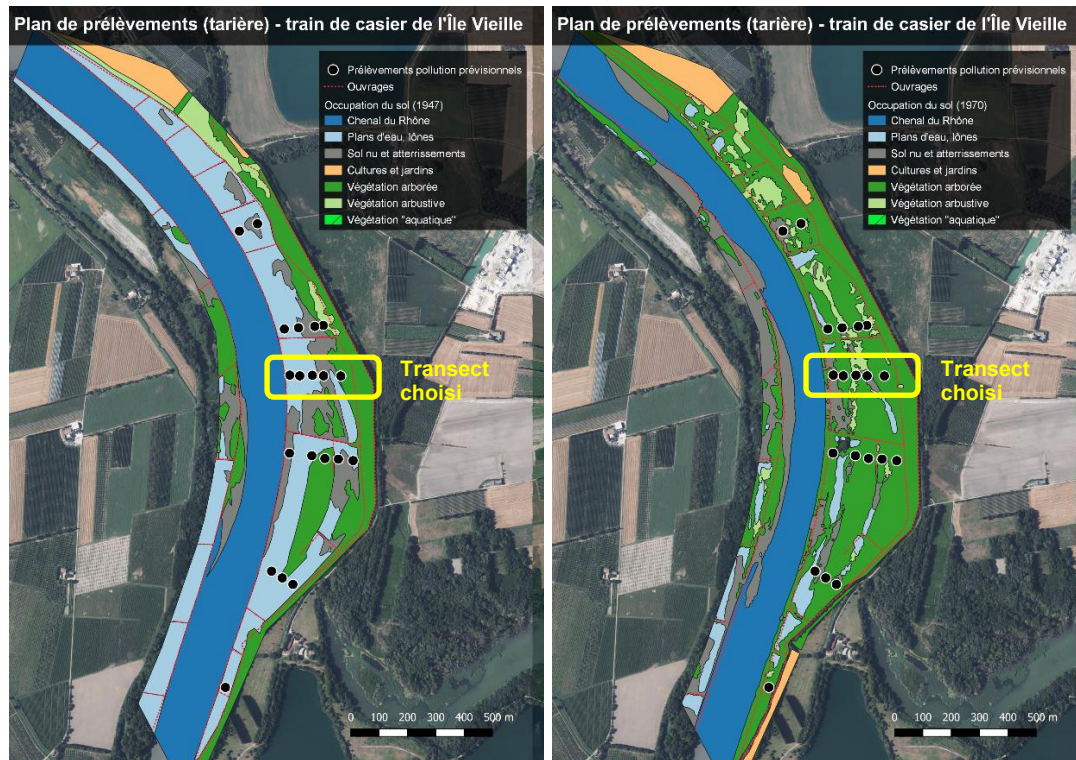 Plan de prélèvements (tarière) - train de casier de l'Île Vieille
Prélèvements pollution prévisionnels
Ouvrages
Occupation du sol (1947)
Chenal du Rhône
Plans d'eau, lônes
Sol nu et atterrissements
Cultures et jardins
Végétation arborée
Végétation arbustive
Végétation "aquatique"
Transect
choisi
0 100 200 300 400 500 m
Plan de prélèvements (tarière) - train de casier de l'Île Vieille
Prélèvements pollution prévisionnels
Ouvrages
Occupation du sol (1970)
Chenal du Rhône
Plans d'eau, lônes
Sol nu et atterrissements
Cultures et jardins
Végétation arborée
Végétation arbustive
Végétation "aquatique"
Transect
choisi
0 100 200 300 400 500 m